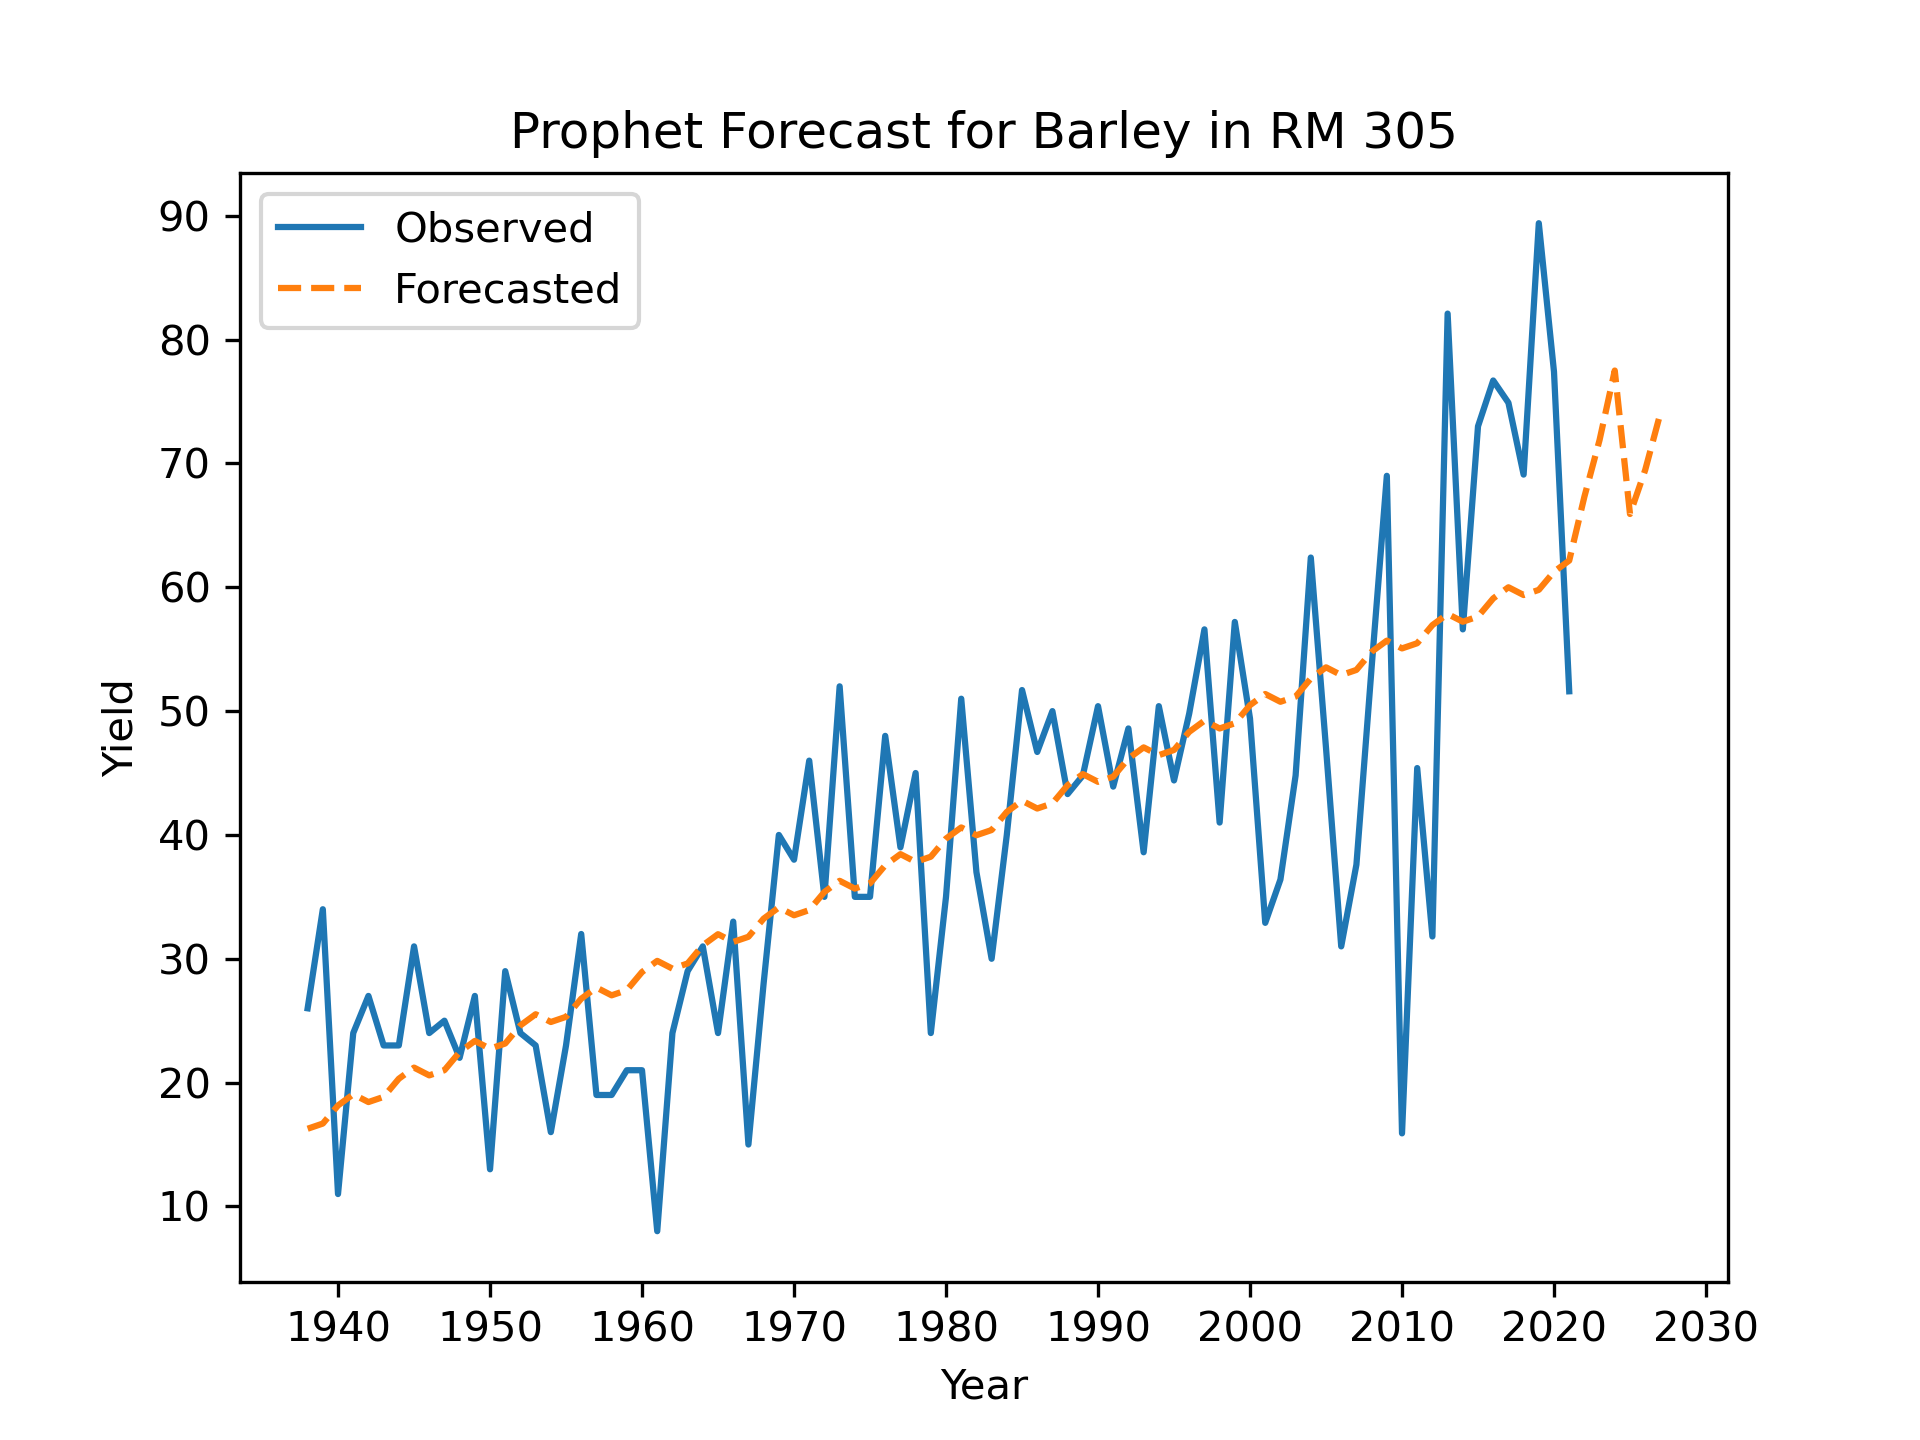 Prophet Forecast for Barley in RM 305
Observed
Forecasted
90
80
70
60
50
40
30
20
10
Yield
1940 1950 1960 1970 1980 1990 2000 2010 2020 2030
Year